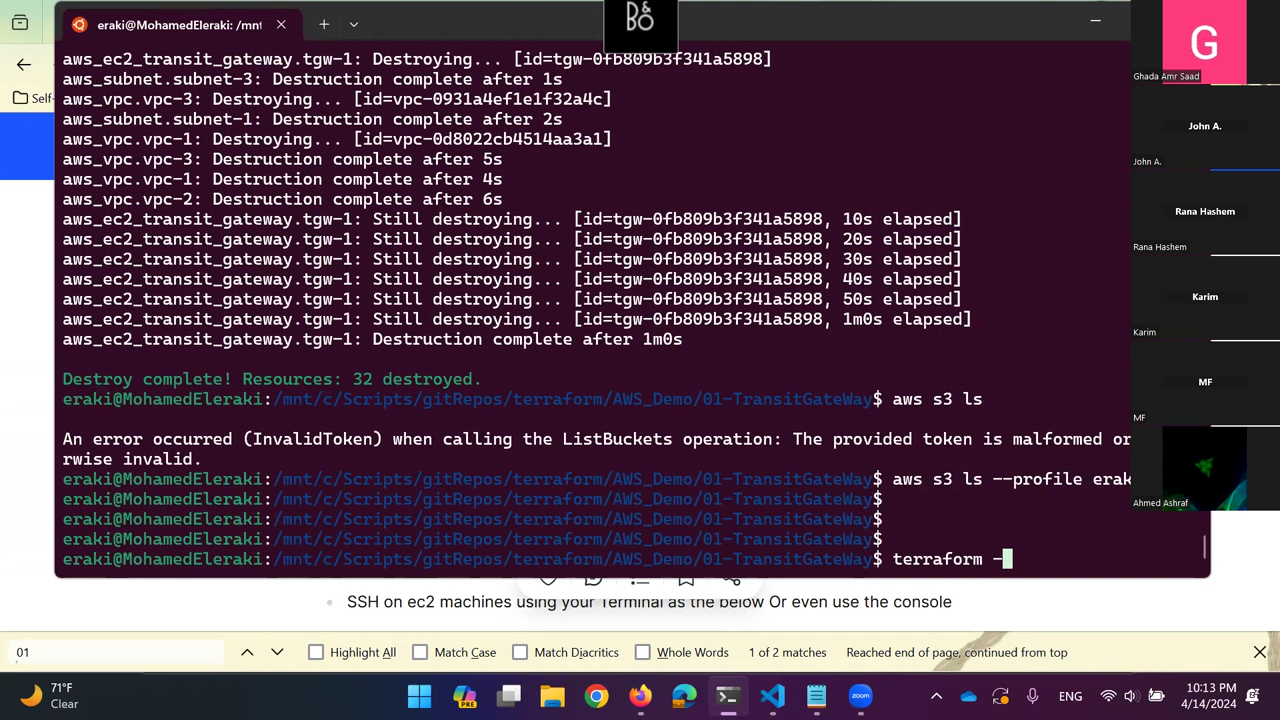 eraki@MohamedEleraki: /mnt
D&
BO
aws_ec2_transit_gateway.tgw-1: Destroying... [id=tgw-0fb809b3f341a5898]
aws_subnet.subnet-3: Destruction complete after 1s
aws_vpc.vpc-3: Destroying... [id=vpc-0931a4ef1e1f32a4c]
aws_subnet.subnet-1: Destruction complete after 2s
aws_vpc.vpc-1: Destroying... [id=vpc-0d8022cb4514aa3a1]
aws_vpc.vpc-3: Destruction complete after 5s
aws_vpc.vpc-1: Destruction complete after 4s
aws_vpc.vpc-2: Destruction complete after 6s
aws_ec2_transit_gateway.tgw-1: Still destroying... [id=tgw-0fb809b3f341a5898, 10s elapsed]
aws_ec2_transit_gateway.tgw-1: Still destroying... [id=tgw-0fb809b3f341a5898, 20s elapsed]
aws_ec2_transit_gateway.tgw-1: Still destroying... [id=tgw-0fb809b3f341a5898, 30s elapsed]
aws_ec2_transit_gateway.tgw-1: Still destroying... [id=tgw-0fb809b3f341a5898, 40s elapsed]
aws_ec2_transit_gateway.tgw-1: Still destroying... [id=tgw-0fb809b3f341a5898, 50s elapsed]
aws_ec2_transit_gateway.tgw-1: Still destroying... [id=tgw-0fb809b3f341a5898, 1m0s elapsed]
aws_ec2_transit_gateway.tgw-1: Destruction complete after 1m0s
Destroy complete! Resources: 32 destroyed.
eraki@MohamedEleraki:/mnt/c/Scripts/gitRepos/terraform/AWS_Demo/01-TransitGateWay$ aws s3 ls
An error occurred (InvalidToken) when calling the ListBuckets operation: The provided token is malformed or
rwise invalid.
eraki@MohamedEleraki:/mnt/c/Scripts/gitRepos/terraform/AWS_Demo/01-TransitGateWay$ aws s3 ls --profile erak
eraki@MohamedEleraki:/mnt/c/Scripts/gitRepos/terraform/AWS_Demo/01-TransitGateWay$
eraki@MohamedEleraki:/mnt/c/Scripts/gitRepos/terraform/AWS_Demo/01-TransitGateWay$
eraki@MohamedEleraki:/mnt/c/Scripts/gitRepos/terraform/AWS_Demo/01-TransitGateWay$
eraki@MohamedEleraki:/mnt/c/Scripts/gitRepos/terraform/AWS_Demo/01-TransitGateWay$ terraform -
Self-
G
Ghada Amr Saad
John A.
John A.
Rana Hashem
Rana Hashem
Karim
Karim
MF
MF
Ahmed Ashraf
SSH on ec2 machines using your Terminal as the below Or even use the console
01
Highlight All
Match Case
Match Diacritics
Whole Words
1 of 2 matches
Reached end of page, continued from top
71°F
Clear
PRE
zoom
ENG
10:13 PM
4/14/2024